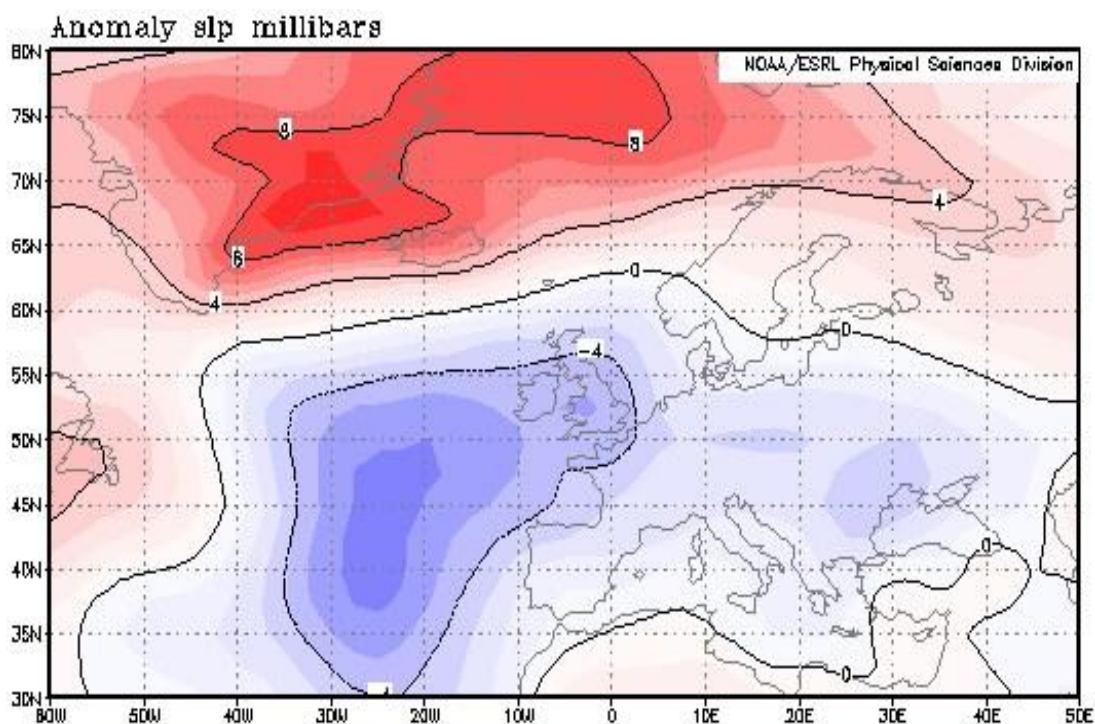 Anomaly slp millibars
80N
NOAA/ESRL Physical Sciences Division
75N
8
8
70N
4
65N
8
0
4
60N
0
-4
55N
50N
45N
0
40N
35N
0
30N
60W 50W 40W 30W 20W 10W 0 10E 20E 30E 40E 50E